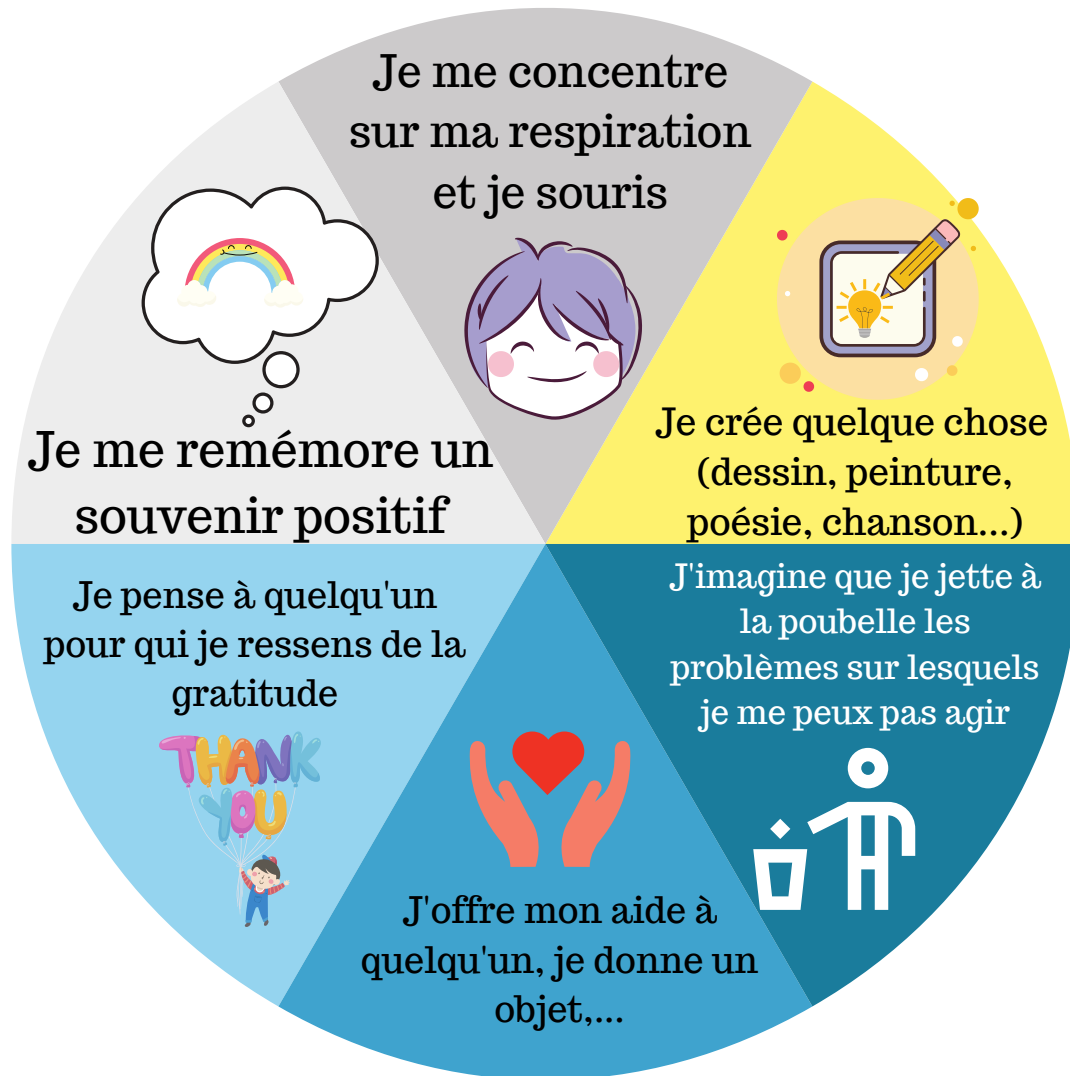 Je me concentre
sur ma respiration
et je souris
Je crée quelque chose
(dessin, peinture,
poésie, chanson...)
J'imagine que je jette à
la poubelle les
problèmes sur lesquels
je me peux pas agir
J'offre mon aide à
quelqu'un, je donne un
objet,...
Je pense à quelqu'un
pour qui je ressens de la
gratitude
THANK
YOU
Je me remémore un
souvenir positif